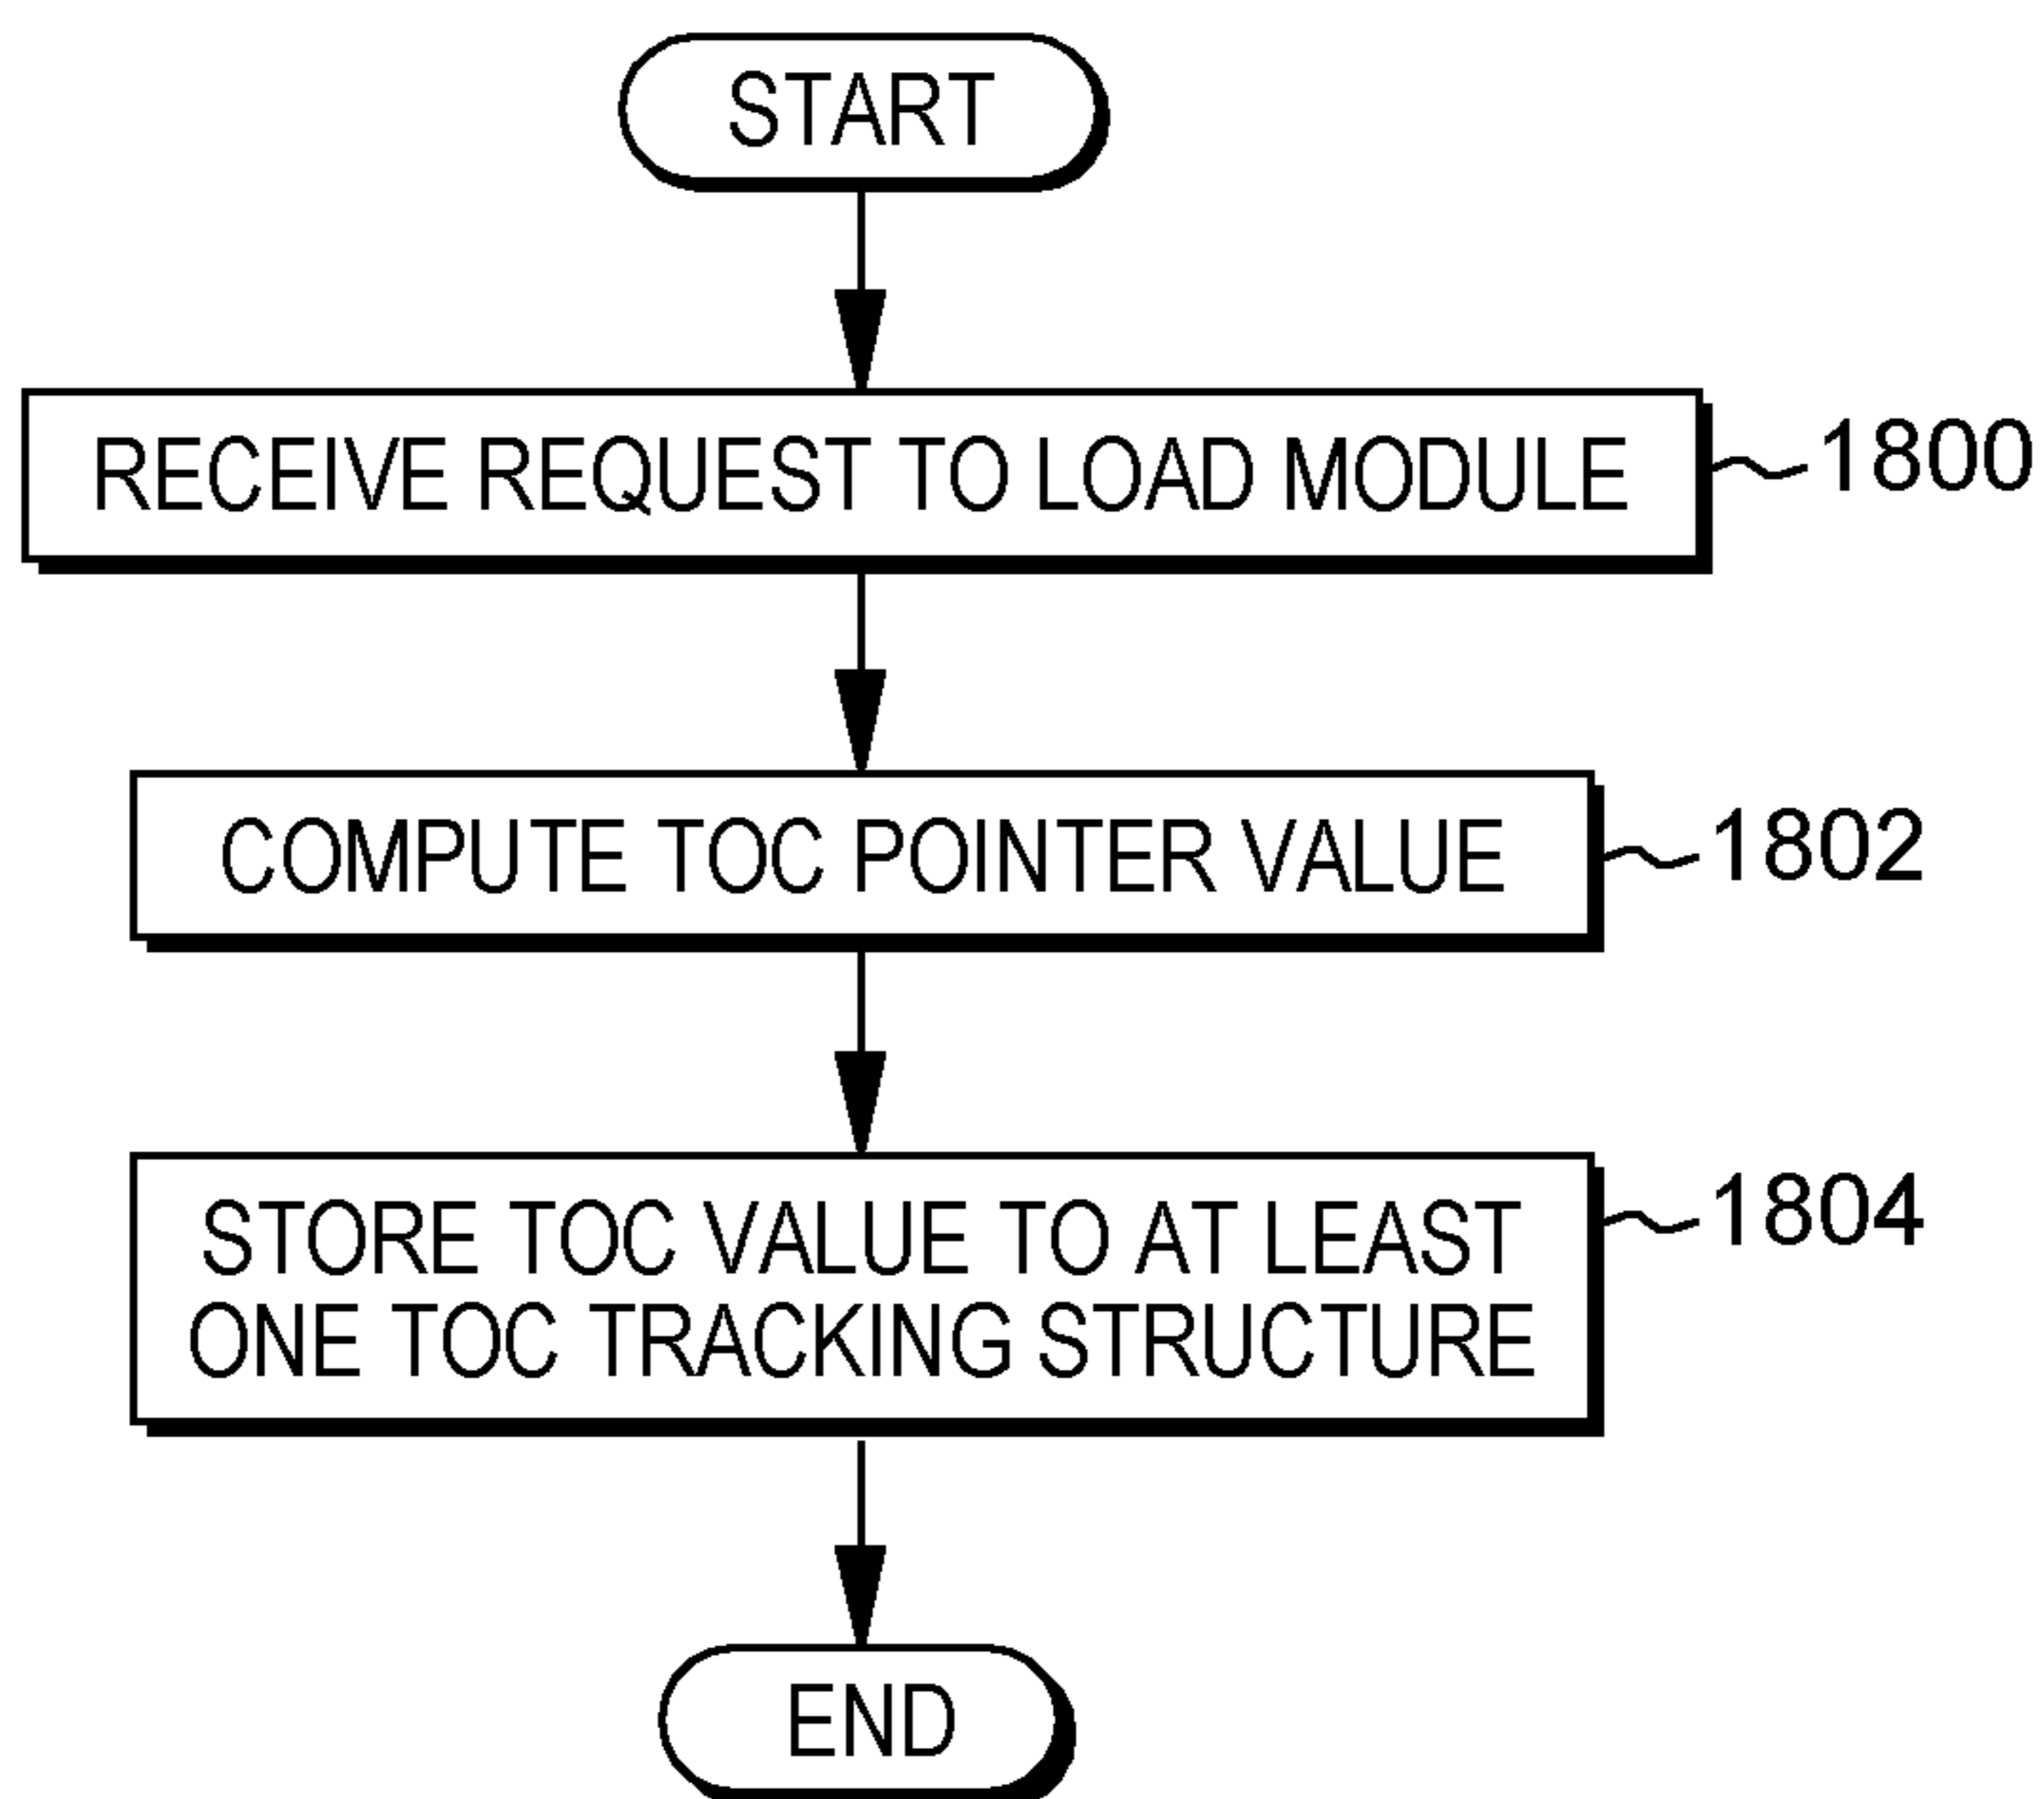 START
RECEIVE REQUEST TO LOAD MODULE
1800
COMPUTE TOC POINTER VALUE
1802
STORE TOC VALUE TO AT LEAST
ONE TOC TRACKING STRUCTURE
1804
END